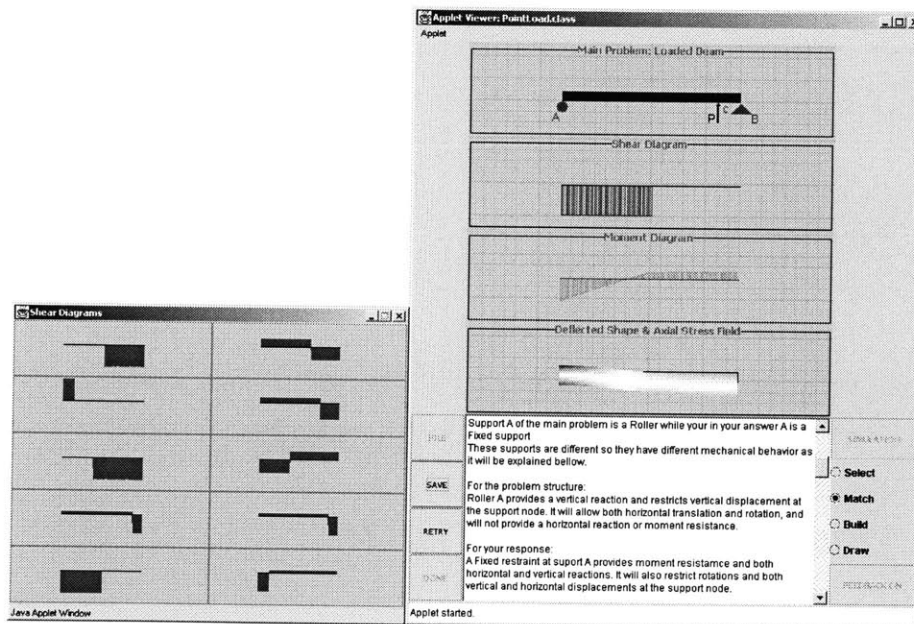 Applet Viewer: PointLoad.class
Applet
Main Problem: Loaded Beam
A
P
C
B
Shear Diagram
Moment Diagram
Deflected Shape & Axial Stress Field
Shear Diagrams
Java Applet Window
SAVE
RETRY
DONE
Support A of the main problem is a Roller while your in your answer A is a
Fixed support
These supports are different so they have different mechanical behavior as
it will be explained bellow.
For the problem structure:
Roller A provides a vertical reaction and restricts vertical displacement at
the support node. It will allow both horizontal translation and rotation, and
will not provide a horizontal reaction or moment resistance.
For your response:
A Fixed restraint at suport A provides moment resistamce and both
horizontal and vertical reactions. It will also restrict rotations and both
vertical and horizontal displacements at the support node.
Select
Match
Build
Draw
Applet started.